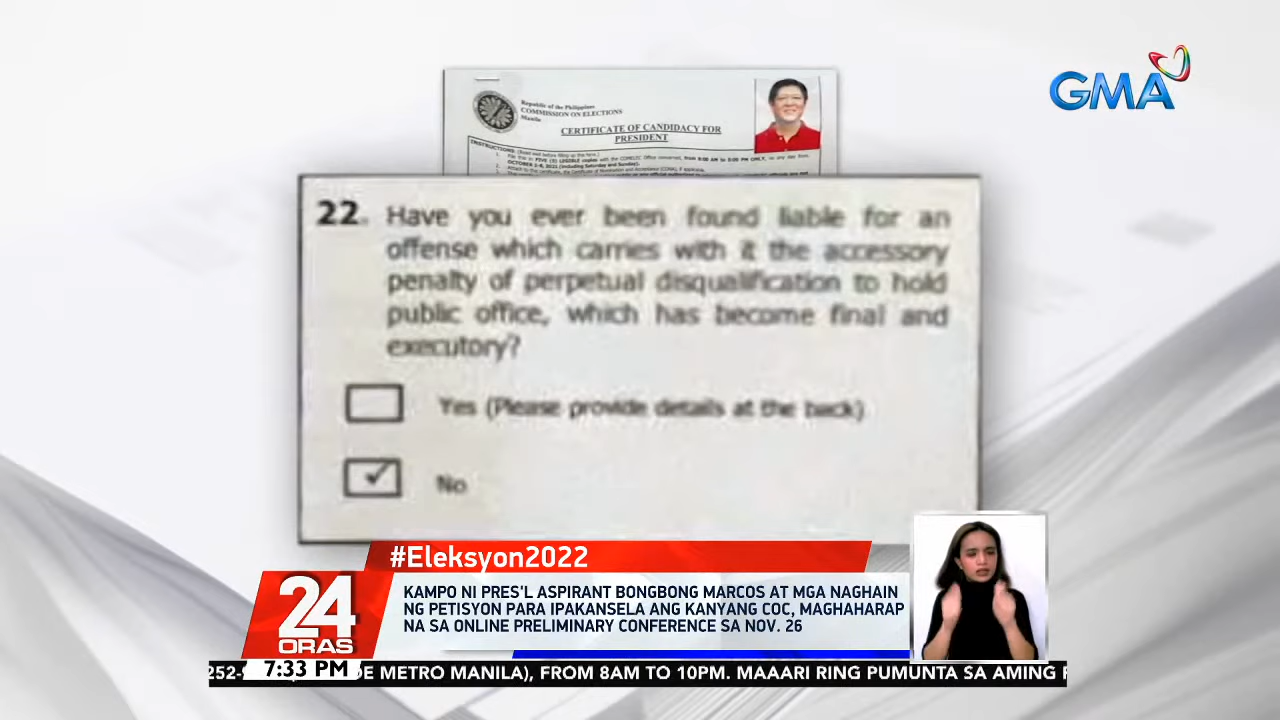 GMA
Republic of the Philippines
COMMISSION ON ELECTIONS
Manila
CERTIFICATE OF CANDIDACY FOR
PRESIDENT
22. Have you ever been found liable for an
offense which carries with it the accessory
penalty of perpetual disqualification to hold
public office, which has become final and
executory?
Yes (Please provide details at the back)
No
#Eleksyon2022
24
ORAS
KAMPO NI PRES'L ASPIRANT BONGBONG MARCOS AT MGA NAGHAIN
NG PETISYON PARA IPAKANSELA ANG KANYANG COC, MAGHAHARAP
NA SA ONLINE PRELIMINARY CONFERENCE SA NOV. 26
7:33 PM
DE METRO MANILA), FROM 8AM TO 10PM. MAAARI RING PUMUNTA SA AMING